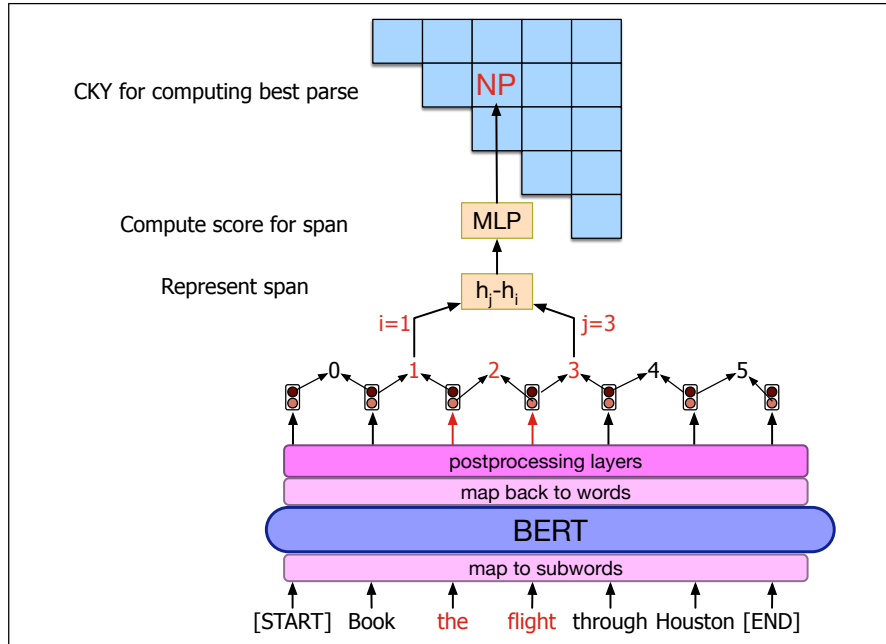 CKY for computing best parse
NP
Compute score for span
MLP
Represent span
hj-hi
i=1
j=3
0 1 2 3 4 5
postprocessing layers
map back to words
BERT
map to subwords
[START] Book the flight through Houston [END]